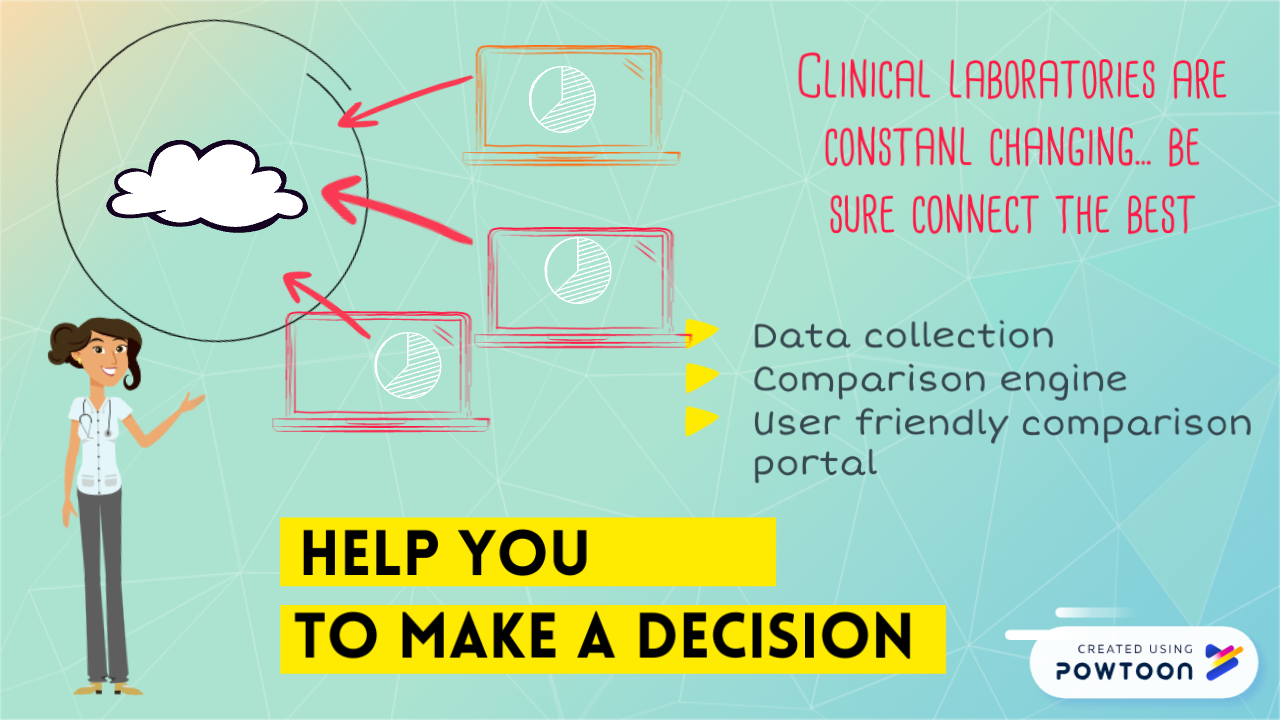 Clinical laboratories are
constanl changing... be
sure connect the best
Data collection
Comparison engine
User friendly comparison
portal
HELP YOU
TO MAKE A DECISION
CREATED USING
POWTOON